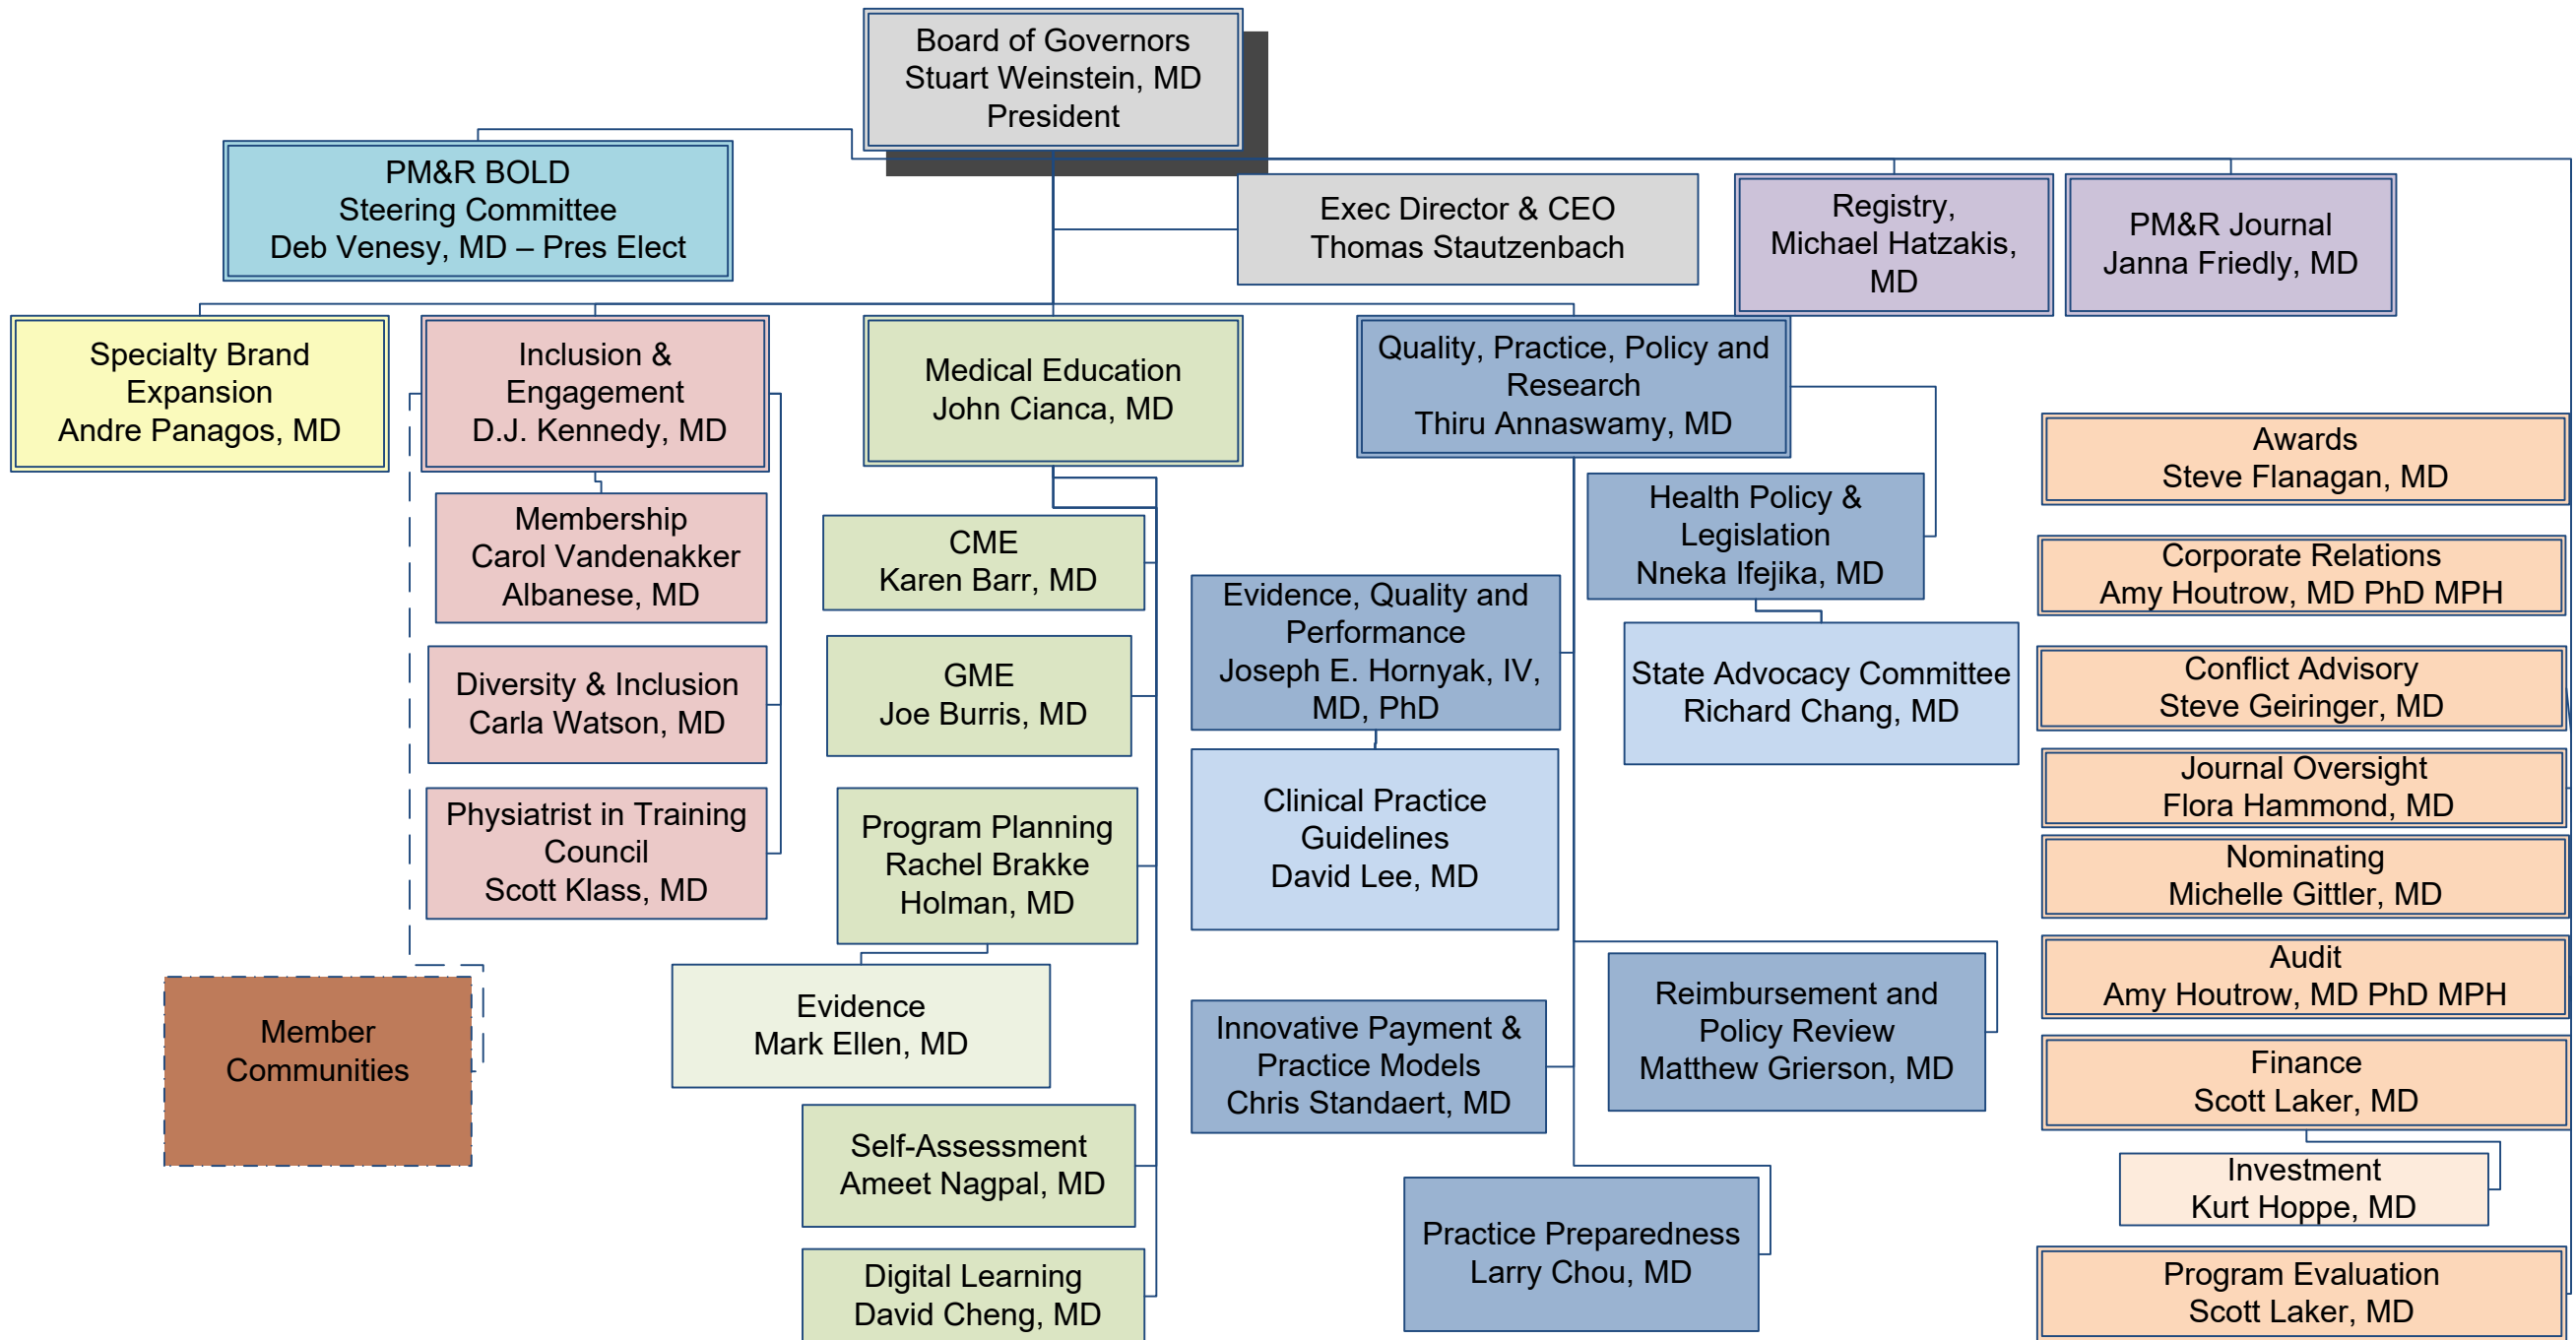 Board of Governors
Stuart Weinstein, MD
President
PM&R BOLD
Steering Committee
Deb Venesy, MD – Pres Elect
Exec Director & CEO
Thomas Stautzenbach
Registry,
Michael Hatzakis,
MD
PM&R Journal
Janna Friedly, MD
Specialty Brand
Expansion
Andre Panagos, MD
Inclusion &
Engagement
D.J. Kennedy, MD
Medical Education
John Cianca, MD
Quality, Practice, Policy and
Research
Thiru Annaswamy, MD
Membership
Carol Vandenakker
Albanese, MD
Diversity & Inclusion
Carla Watson, MD
Physiatrist in Training
Council
Scott Klass, MD
Member
Communities
CME
Karen Barr, MD
GME
Joe Burris, MD
Program Planning
Rachel Brakke
Holman, MD
Evidence
Mark Ellen, MD
Self-Assessment
Ameet Nagpal, MD
Digital Learning
David Cheng, MD
Health Policy &
Legislation
Nneka Ifejika, MD
State Advocacy Committee
Richard Chang, MD
Evidence, Quality and
Performance
Joseph E. Hornyak, IV,
MD, PhD
Clinical Practice
Guidelines
David Lee, MD
Innovative Payment &
Practice Models
Chris Standaert, MD
Reimbursement and
Policy Review
Matthew Grierson, MD
Practice Preparedness
Larry Chou, MD
Awards
Steve Flanagan, MD
Corporate Relations
Amy Houtrow, MD PhD MPH
Conflict Advisory
Steve Geiringer, MD
Journal Oversight
Flora Hammond, MD
Nominating
Michelle Gittler, MD
Audit
Amy Houtrow, MD PhD MPH
Finance
Scott Laker, MD
Investment
Kurt Hoppe, MD
Program Evaluation
Scott Laker, MD